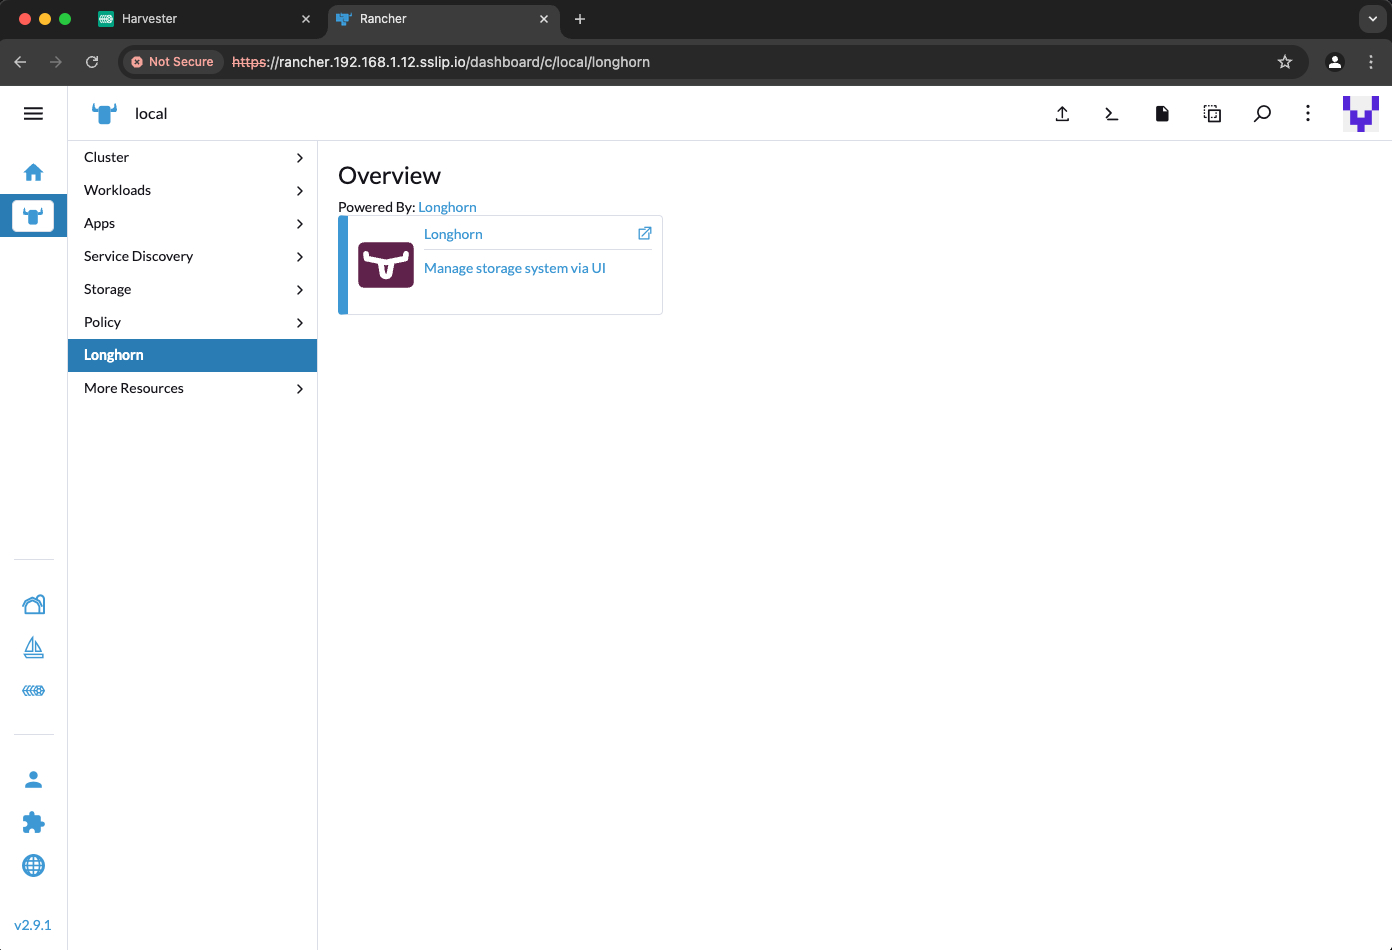 Harvester
Rancher
Not Secure https://rancher.192.168.1.12.sslip.io/dashboard/c/local/longhorn
local
Cluster
Workloads
Apps
Service Discovery
Storage
Policy
Longhorn
More Resources
Overview
Powered By: Longhorn
Longhorn
Manage storage system via UI
v2.9.1